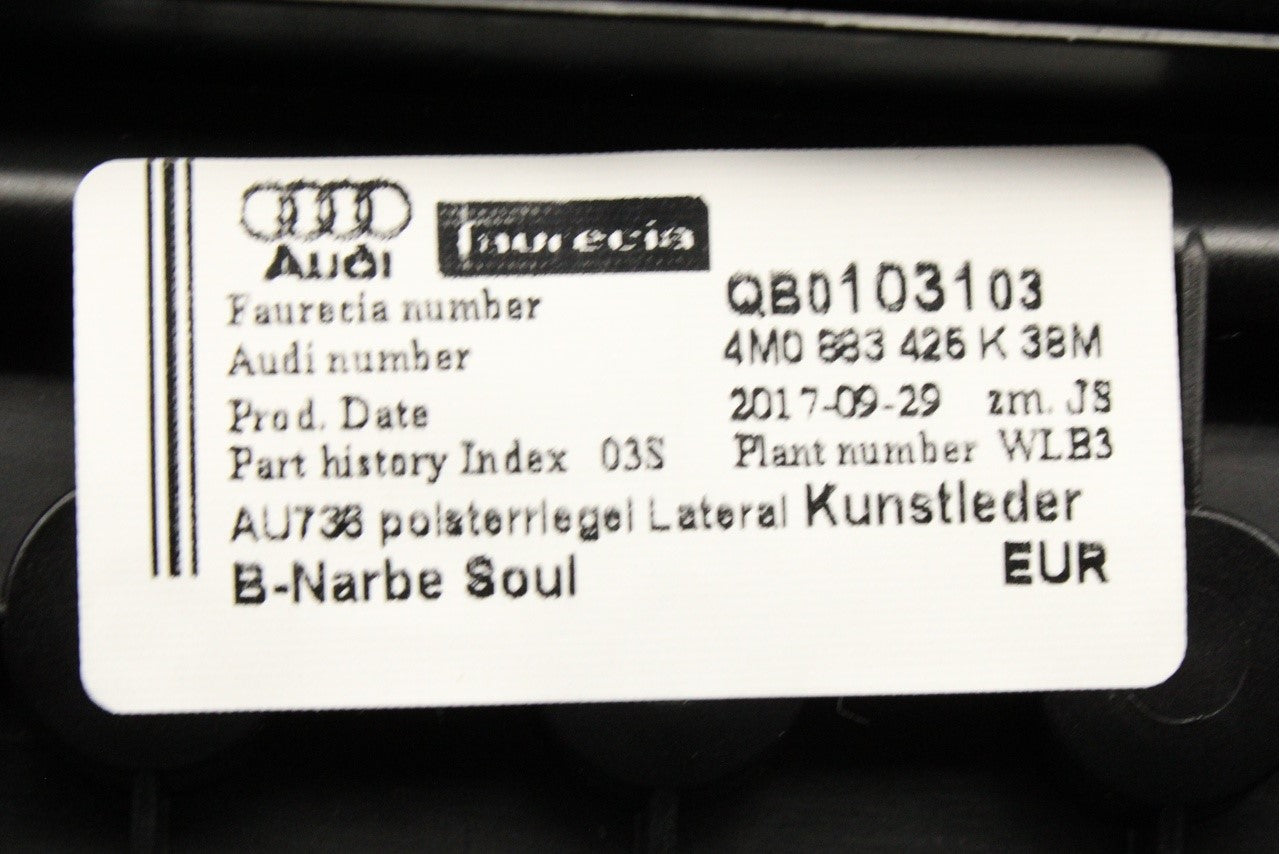 Audi
faurecia
Faurecia number QB0103103
Audi number 4M0 883 426 K 38M
Prod. Date 2017-09-29 zm. JS
Part history Index 03S Plant number WLB3
AU736 polsterriegel Lateral Kunstleder
B-Narbe Soul EUR